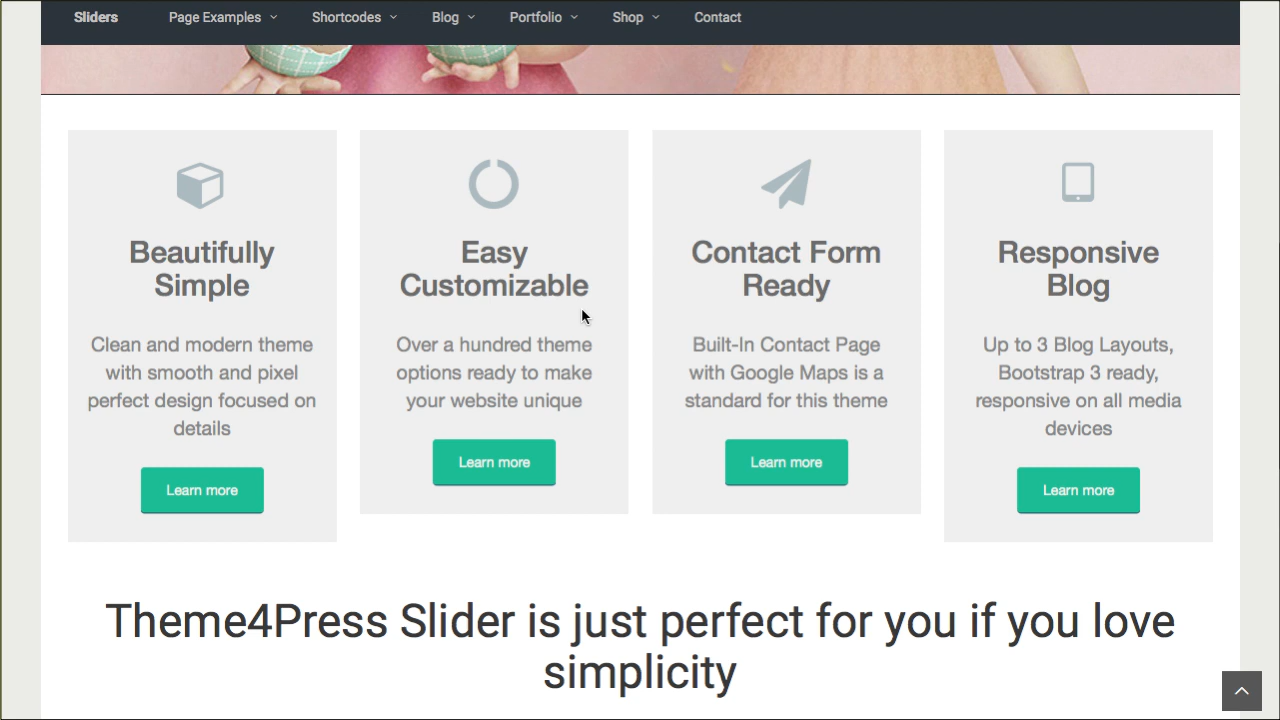 Sliders Page Examples Shortcodes Blog Portfolio Shop Contact
Beautifully
Simple
Clean and modern theme
with smooth and pixel
perfect design focused on
details
Learn more
Easy
Customizable
Over a hundred theme
options ready to make
your website unique
Learn more
Contact Form
Ready
Built-In Contact Page
with Google Maps is a
standard for this theme
Learn more
Responsive
Blog
Up to 3 Blog Layouts,
Bootstrap 3 ready,
responsive on all media
devices
Learn more
Theme4Press Slider is just perfect for you if you love
simplicity